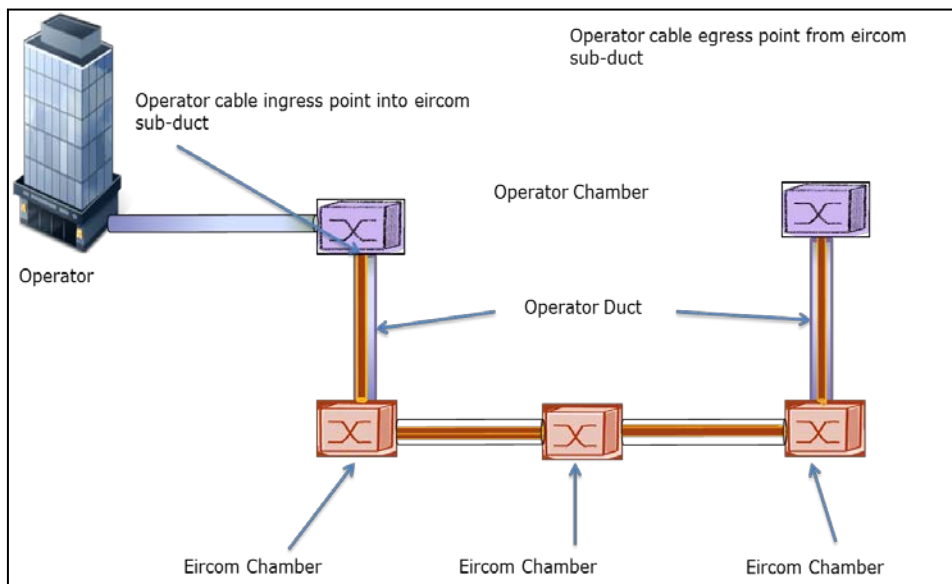 Operator cable egress point from eircom
sub-duct
Operator cable ingress point into eircom
sub-duct
Operator Chamber
Operator
Operator Duct
Eircom Chamber
Eircom Chamber
Eircom Chamber